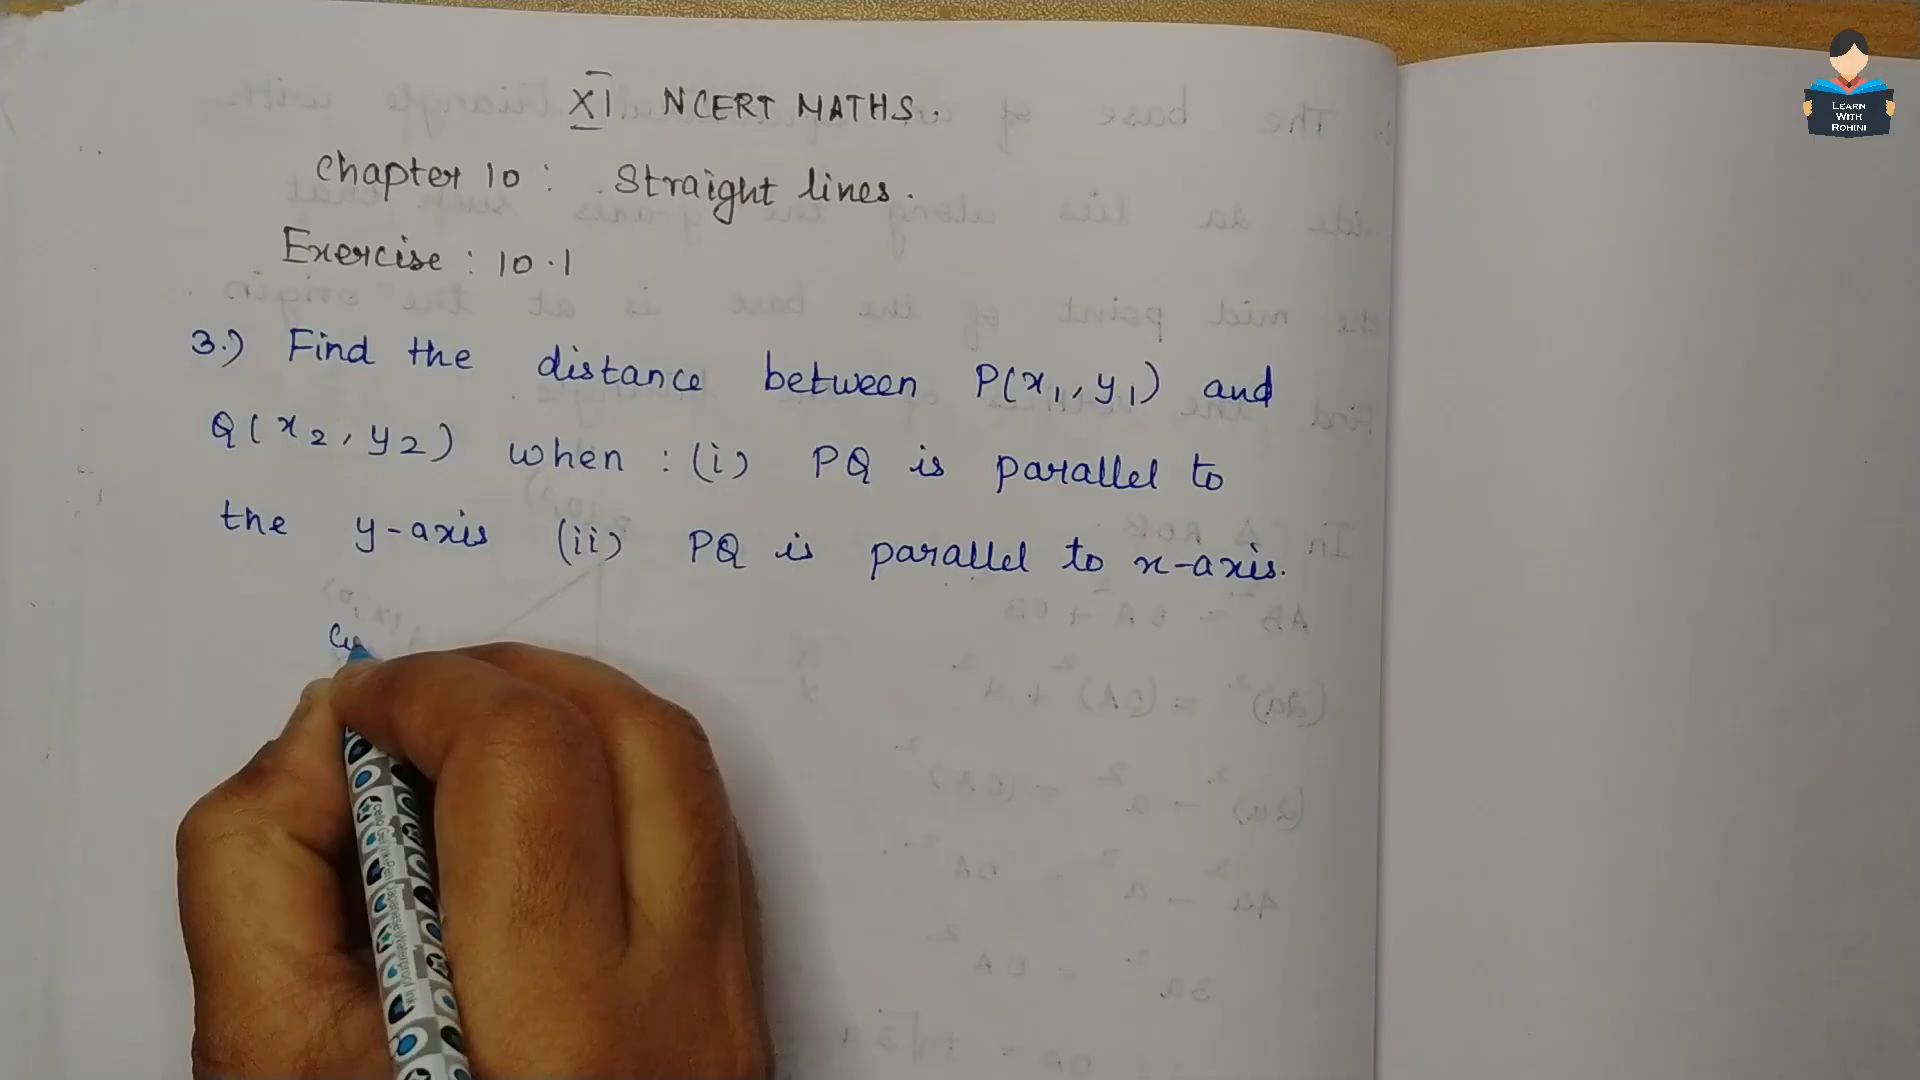 XI NCERT MATHS.
Chapter 10 : Straight lines.
Exercise : 10.1
3.) Find the distance between P(x₁, y₁) and
Q(x₂, y₂) when : (i) PQ is parallel to
the y-axis (ii) PQ is parallel to x-axis.
LEARN
WITH
ROHINI